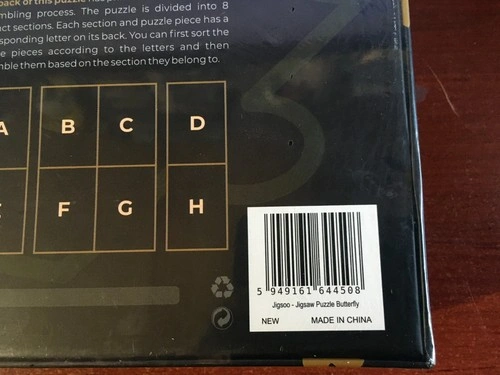 back of this puzzle
mbling process. The puzzle is divided into 8
nct sections. Each section and puzzle piece has a
sponding letter on its back. You can first sort the
e pieces according to the letters and then
mble them based on the section they belong to.
A B C D
F G H
5 949161 644508
Jigsoo - Jigsaw Puzzle Butterfly
NEW MADE IN CHINA